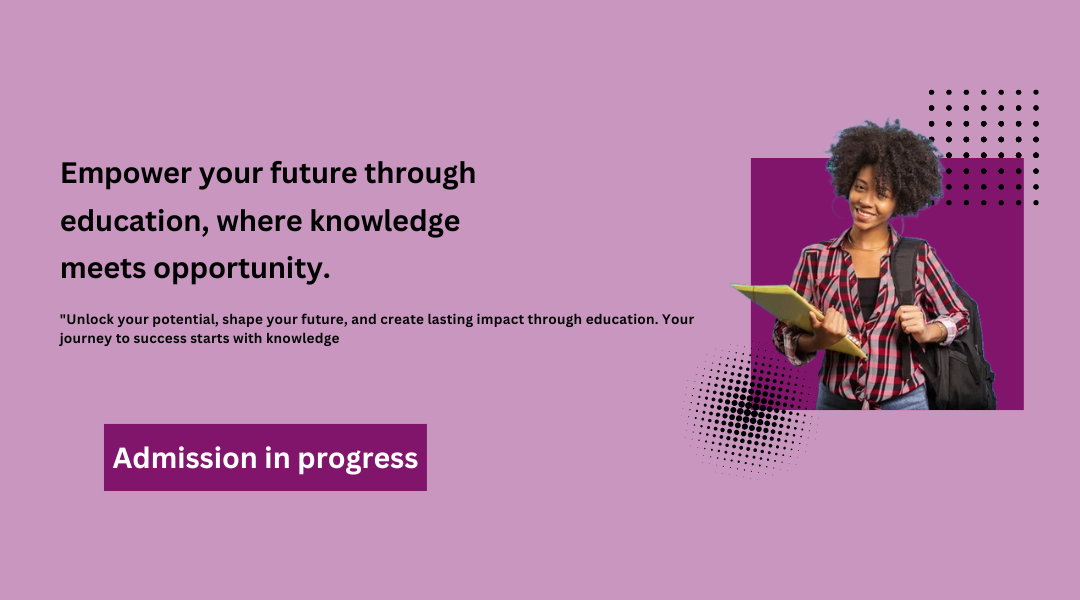 Empower your future through
education, where knowledge
meets opportunity.
"Unlock your potential, shape your future, and create lasting impact through education. Your
journey to success starts with knowledge
Admission in progress